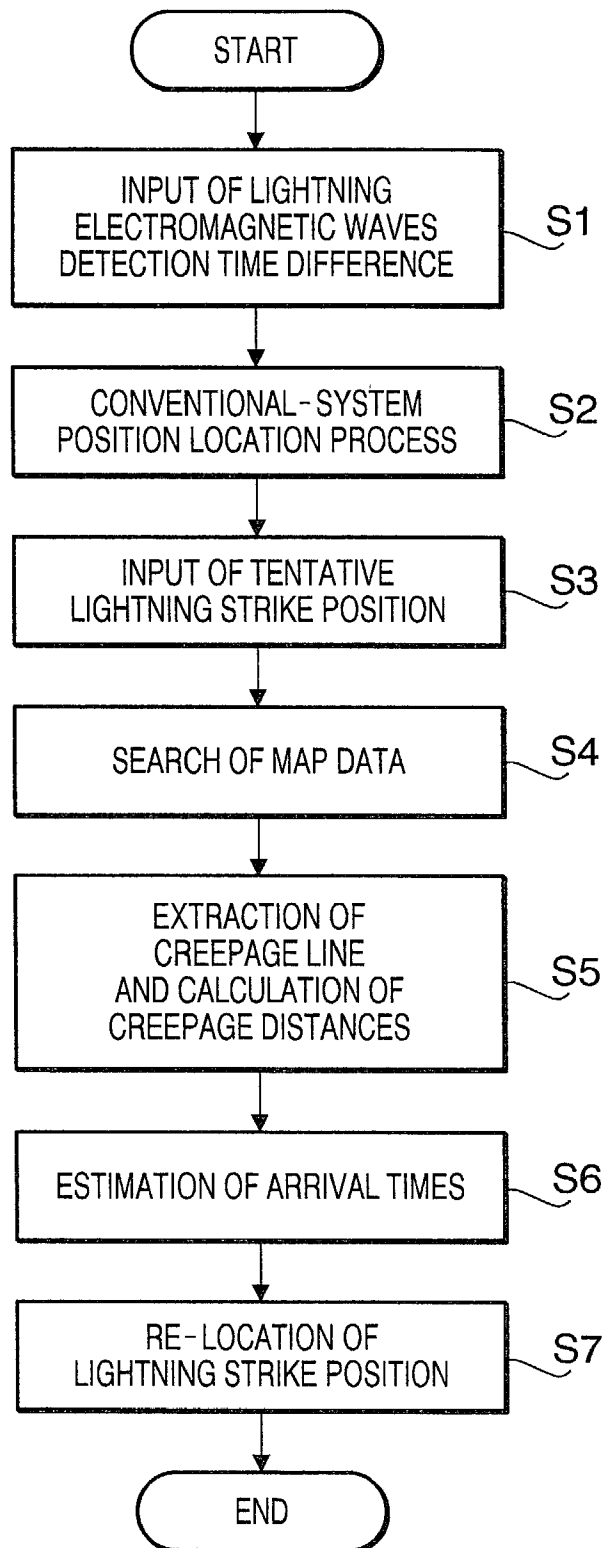 START
INPUT OF LIGHTNING
ELECTROMAGNETIC WAVES
DETECTION TIME DIFFERENCE
S1
CONVENTIONAL-SYSTEM
POSITION LOCATION PROCESS
S2
INPUT OF TENTATIVE
LIGHTNING STRIKE POSITION
S3
SEARCH OF MAP DATA
S4
EXTRACTION OF
CREEPAGE LINE
AND CALCULATION OF
CREEPAGE DISTANCES
S5
ESTIMATION OF ARRIVAL TIMES
S6
RE-LOCATION OF
LIGHTNING STRIKE POSITION
S7
END